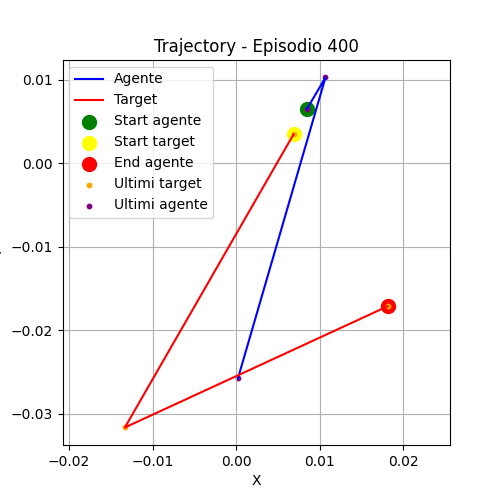 Trajectory - Episodio 400
Agente
Target
Start agente
Start target
End agente
Ultimi target
Ultimi agente
0.01
0.00
−0.01
−0.02
−0.03
−0.02
−0.01
0.00
0.01
0.02
X